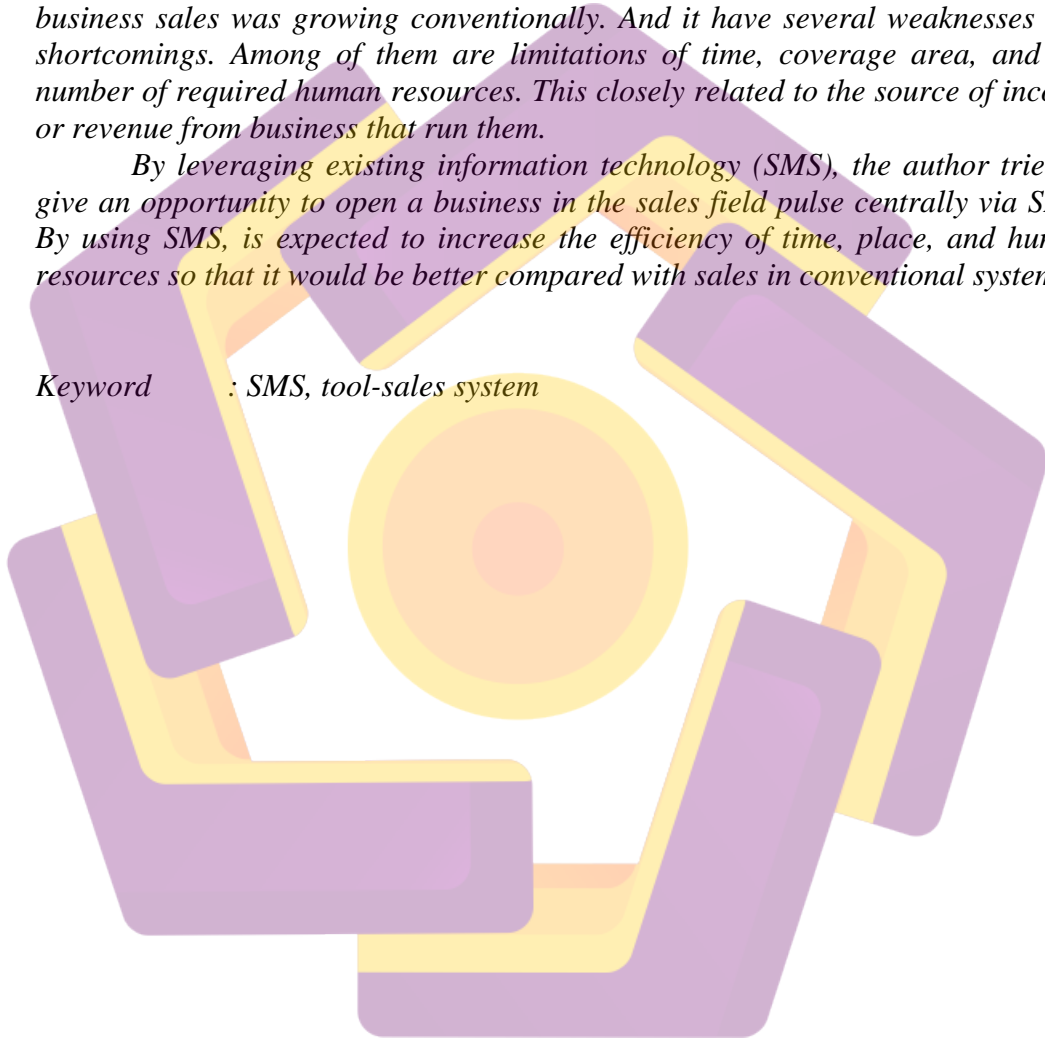 business sales was growing conventionally. And it have several weaknesses
shortcomings. Among of them are limitations of time, coverage area, and
number of required human resources. This closely related to the source of inco
or revenue from business that run them.
By leveraging existing information technology (SMS), the author trie
give an opportunity to open a business in the sales field pulse centrally via S
By using SMS, is expected to increase the efficiency of time, place, and hum
resources so that it would be better compared with sales in conventional system
Keyword : SMS, tool-sales system